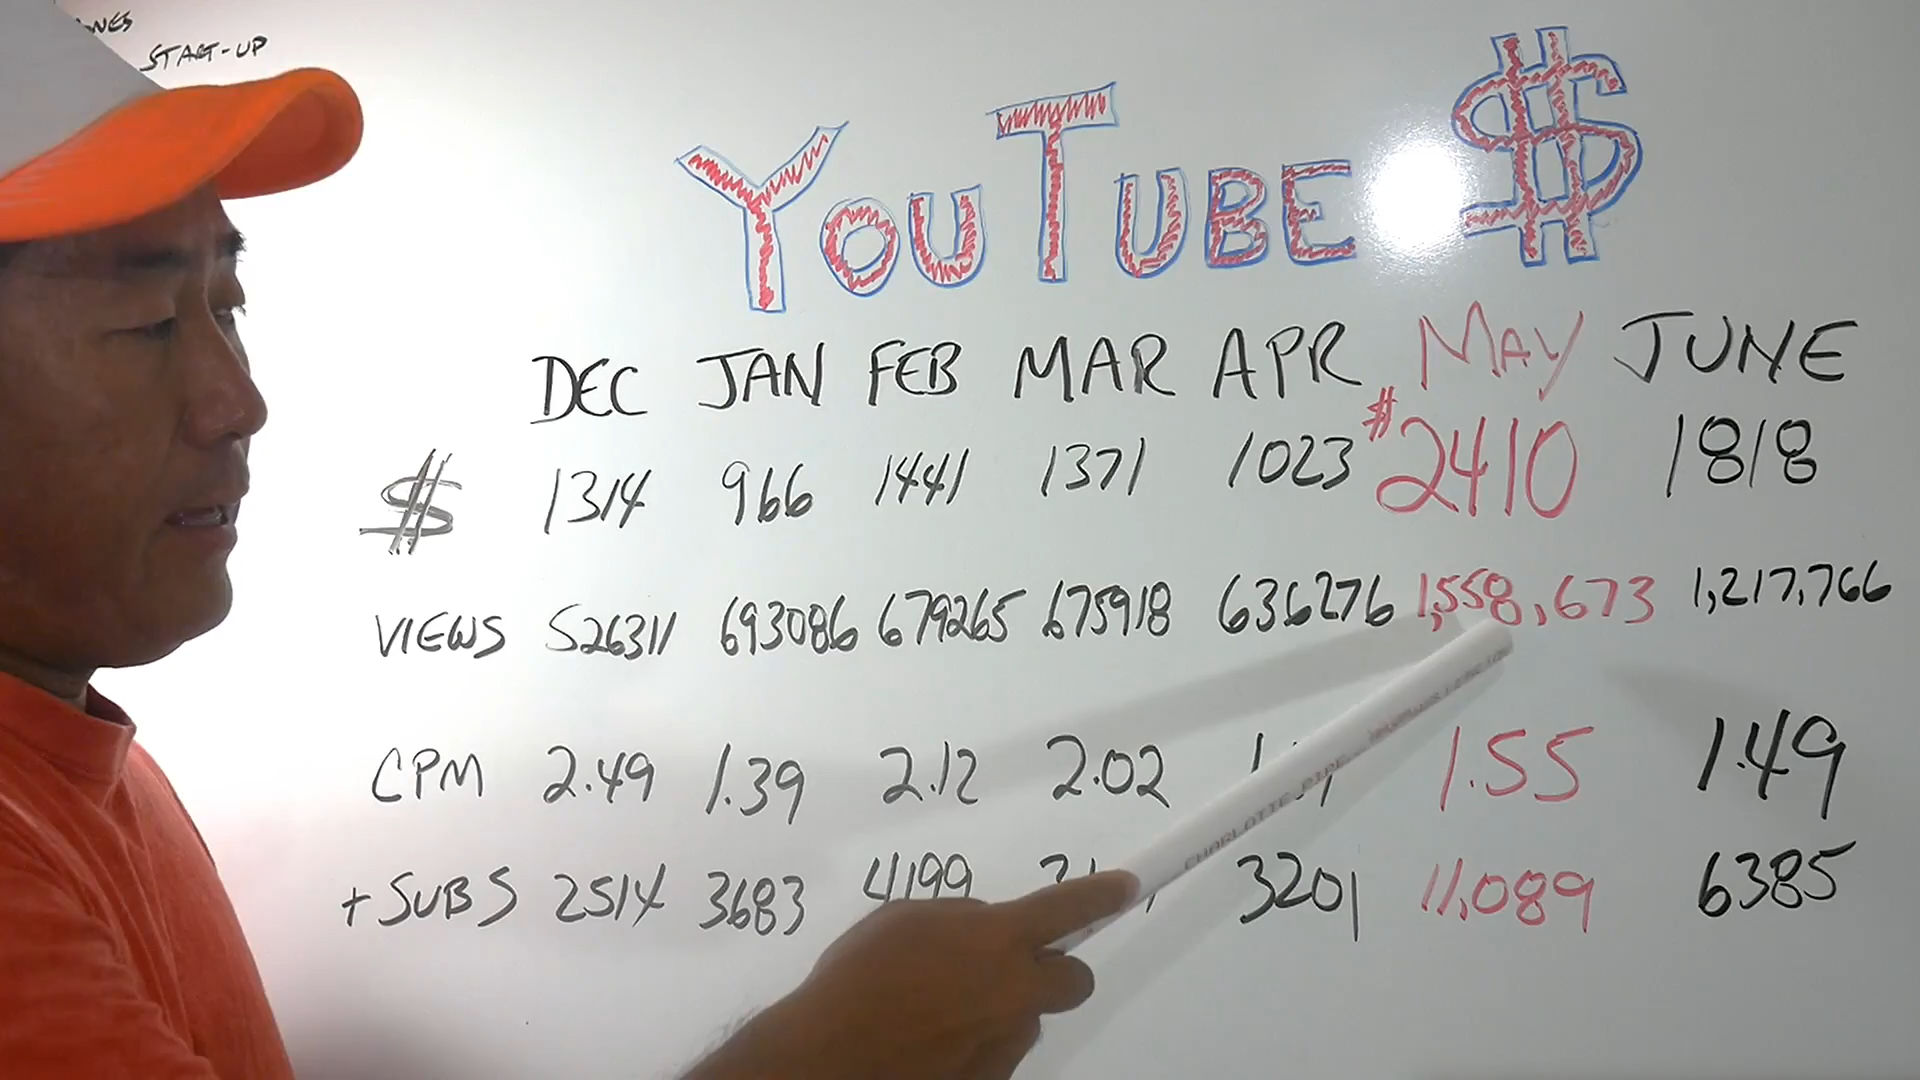 START-UP
YOUTUBE $
DEC JAN FEB MAR APR MAY JUNE
$ 1314 966 1441 1371 1023 $2410 1818
VIEWS 526311 693086 679265 675918 636276 1,558,673 1,217,766
CPM 2.49 1.39 2.12 2.02 1.55 1.49
+SUBS 2514 3683 4199 3201 11,089 6385
CHARLOTTE PIPE